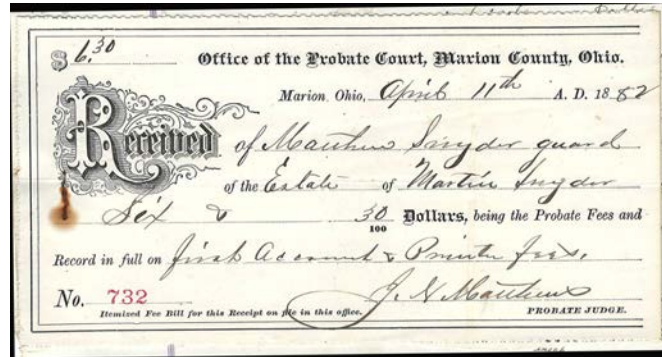 $ 6.30 Office of the Probate Court, Marion County, Ohio.
Marion, Ohio, April 11th A. D. 1882
Received of Matthew Snyder guard
of the Estate of Martin Snyder
Six & 30/100 Dollars, being the Probate Fees and
Record in full on first Account & Printer fees.
No. 732 J. N. Matthews
Itemized Fee Bill for this Receipt on file in this office. PROBATE JUDGE.